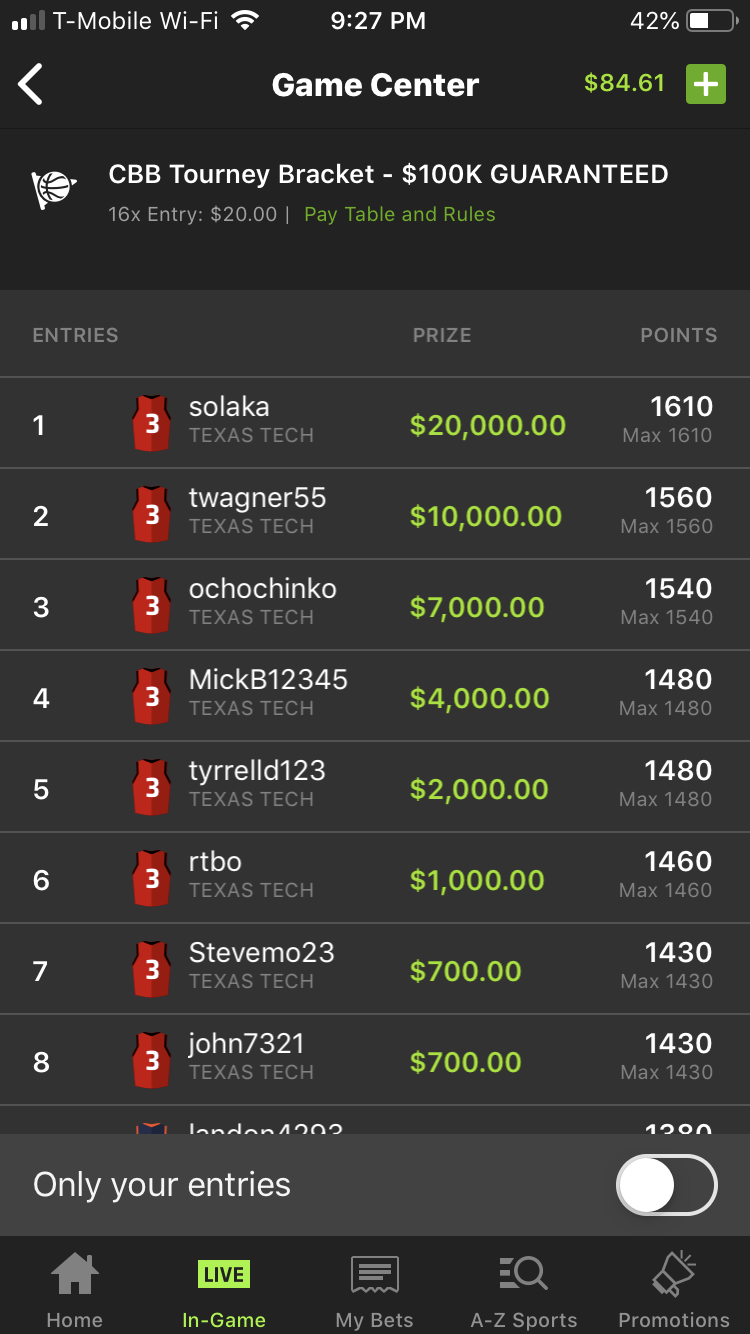 T-Mobile Wi-Fi 9:27 PM 42%
Game Center $84.61
CBB Tourney Bracket - $100K GUARANTEED
16x Entry: $20.00 | Pay Table and Rules
ENTRIES PRIZE POINTS
1 3 solaka $20,000.00 1610
TEXAS TECH Max 1610
2 3 twagner55 $10,000.00 1560
TEXAS TECH Max 1560
3 3 ochochinko $7,000.00 1540
TEXAS TECH Max 1540
4 3 MickB12345 $4,000.00 1480
TEXAS TECH Max 1480
5 3 tyrrelld123 $2,000.00 1480
TEXAS TECH Max 1480
6 3 rtbo $1,000.00 1460
TEXAS TECH Max 1460
7 3 Stevemo23 $700.00 1430
TEXAS TECH Max 1430
8 3 john7321 $700.00 1430
TEXAS TECH Max 1430
landon4293 1380
Only your entries
LIVE
Home In-Game My Bets A-Z Sports Promotions